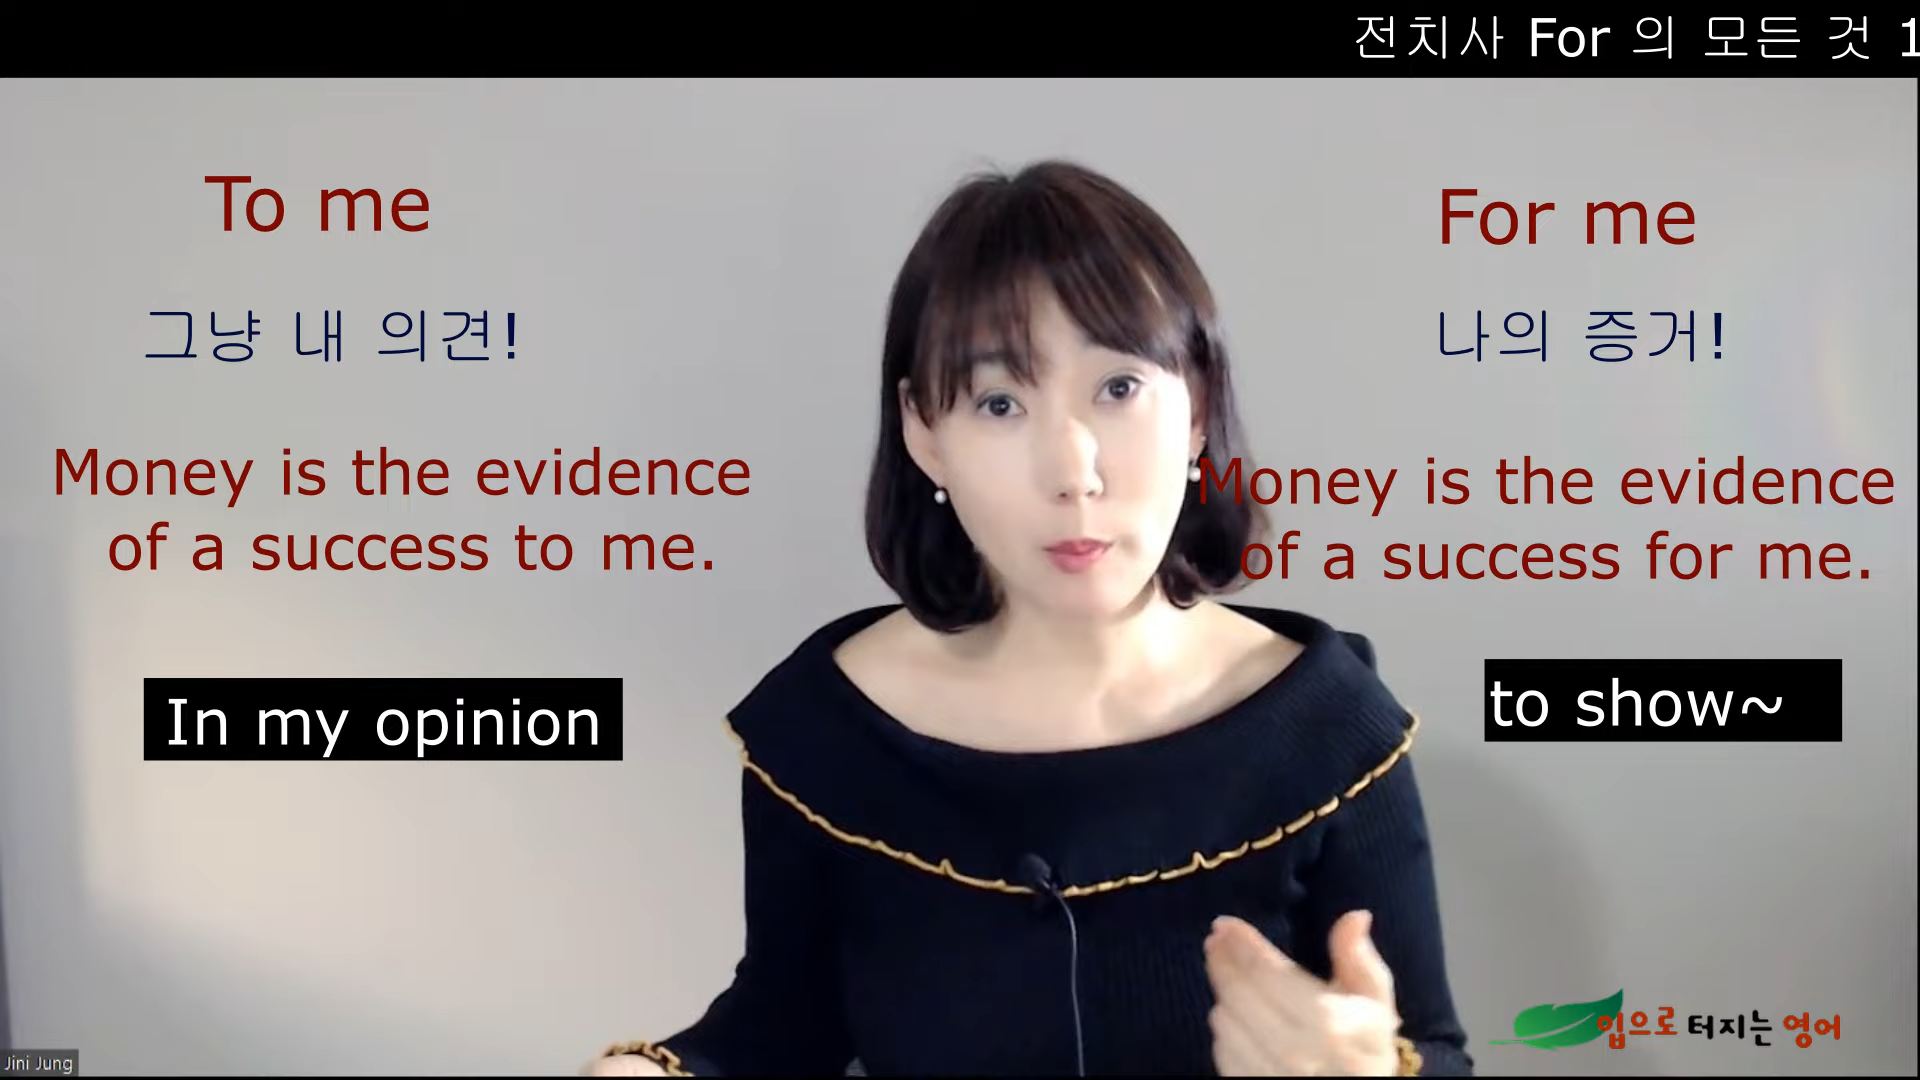 전치사 For 의 모든 것 1
To me
그냥 내 의견!
Money is the evidence
of a success to me.
In my opinion
For me
나의 증거!
Money is the evidence
of a success for me.
to show~
입으로 터지는 영어
Jini Jung